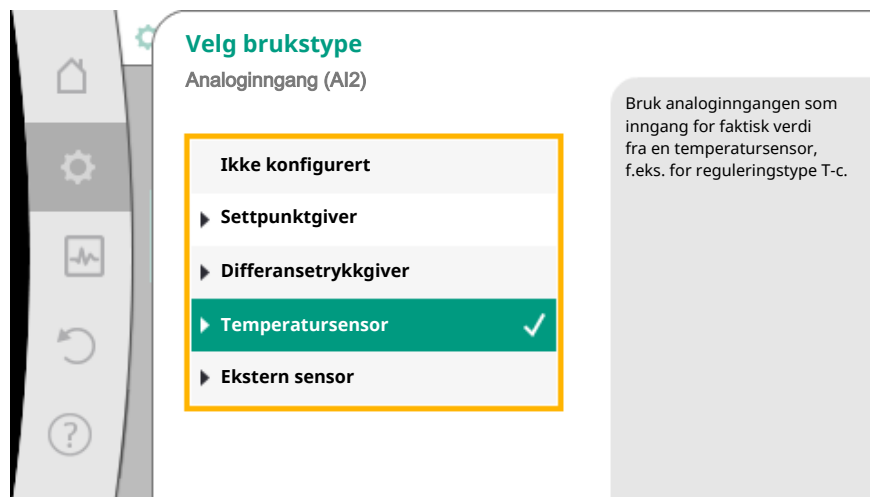 Velg brukstype
Analoginngang (AI2)
Ikke konfigurert
Settpunktgiver
Differansetrykkgiver
Temperatursensor
Ekstern sensor
Bruk analoginngangen som
inngang for faktisk verdi
fra en temperatursensor,
f.eks. for reguleringstype T-c.